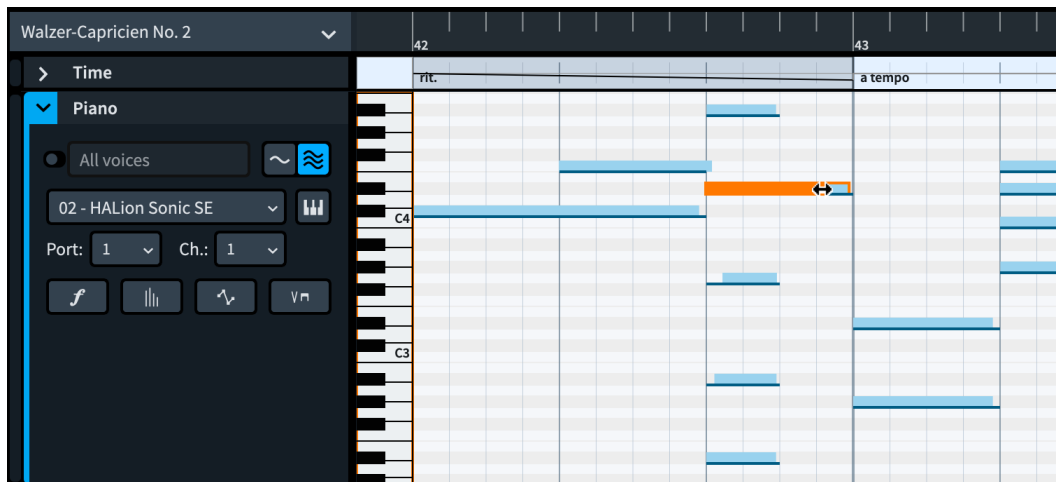 Walzer-Capricien No. 2
42
43
Time
rit.
a tempo
Piano
All voices
02 - HALion Sonic SE
C4
Port: 1 Ch.: 1
f
C3